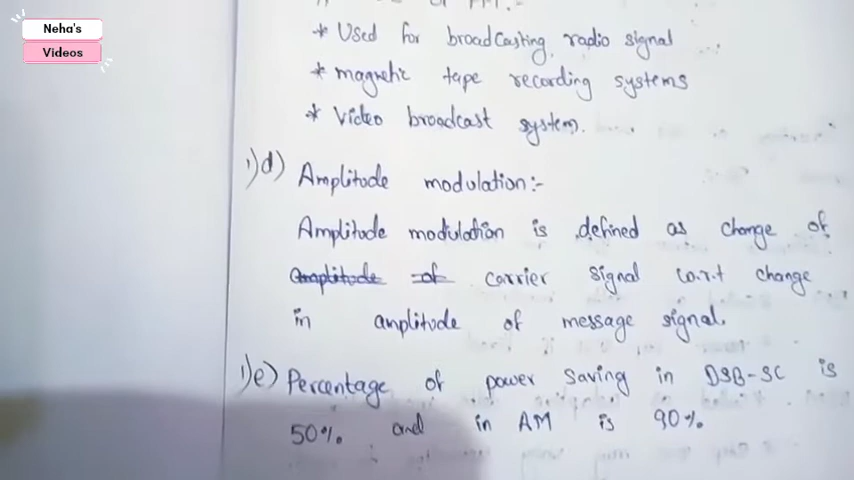 Neha's
Videos
of FM:-
* Used for broadcasting radio signal
* magnetic tape recording systems
* Video broadcast system.
1)d) Amplitude modulation:-
Amplitude modulation is defined as change of
amplitude of carrier signal w.r.t change
in amplitude of message signal.
1)e) Percentage of power saving in DSB-SC is
50% and in AM is 90%